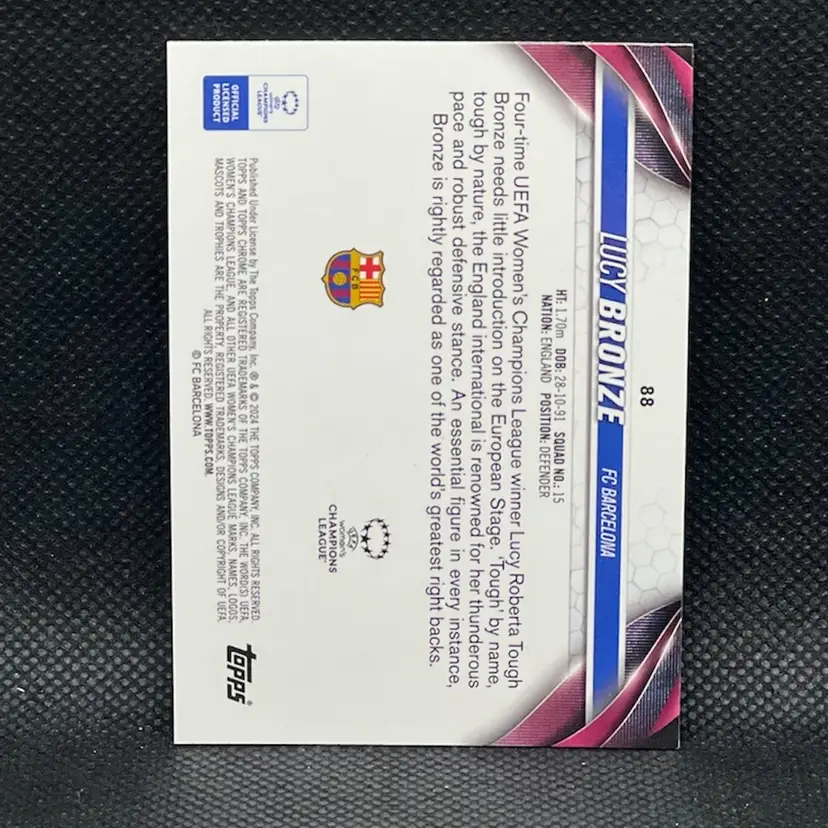 88
LUCY BRONZE FC BARCELONA
HT: 1.70m DOB: 28-10-91 SQUAD NO.: 15
NATION: ENGLAND POSITION: DEFENDER
Four-time UEFA Women's Champions League winner Lucy Roberta Tough
Bronze needs little introduction on the European Stage. 'Tough' by name,
tough by nature, the England international is renowned for her thunderous
pace and robust defensive stance. An essential figure in every instance,
Bronze is rightly regarded as one of the world's greatest right backs.
FCB
UEFA
women's
CHAMPIONS
LEAGUE
UEFA
women's
CHAMPIONS
LEAGUE
OFFICIAL
LICENSED
PRODUCT
Published Under License by The Topps Company, Inc. ® & © 2024 THE TOPPS COMPANY, INC. ALL RIGHTS RESERVED.
TOPPS AND TOPPS CHROME ARE REGISTERED TRADEMARKS OF THE TOPPS COMPANY, INC. THE WORD(S) UEFA,
WOMEN'S CHAMPIONS LEAGUE, AND ALL OTHER UEFA WOMEN'S CHAMPIONS LEAGUE MARKS, NAMES, LOGOS,
MASCOTS AND TROPHIES ARE THE PROPERTY, REGISTERED TRADEMARKS, DESIGNS AND/OR COPYRIGHT OF UEFA.
ALL RIGHTS RESERVED. WWW.TOPPS.COM.
© FC BARCELONA
topps®